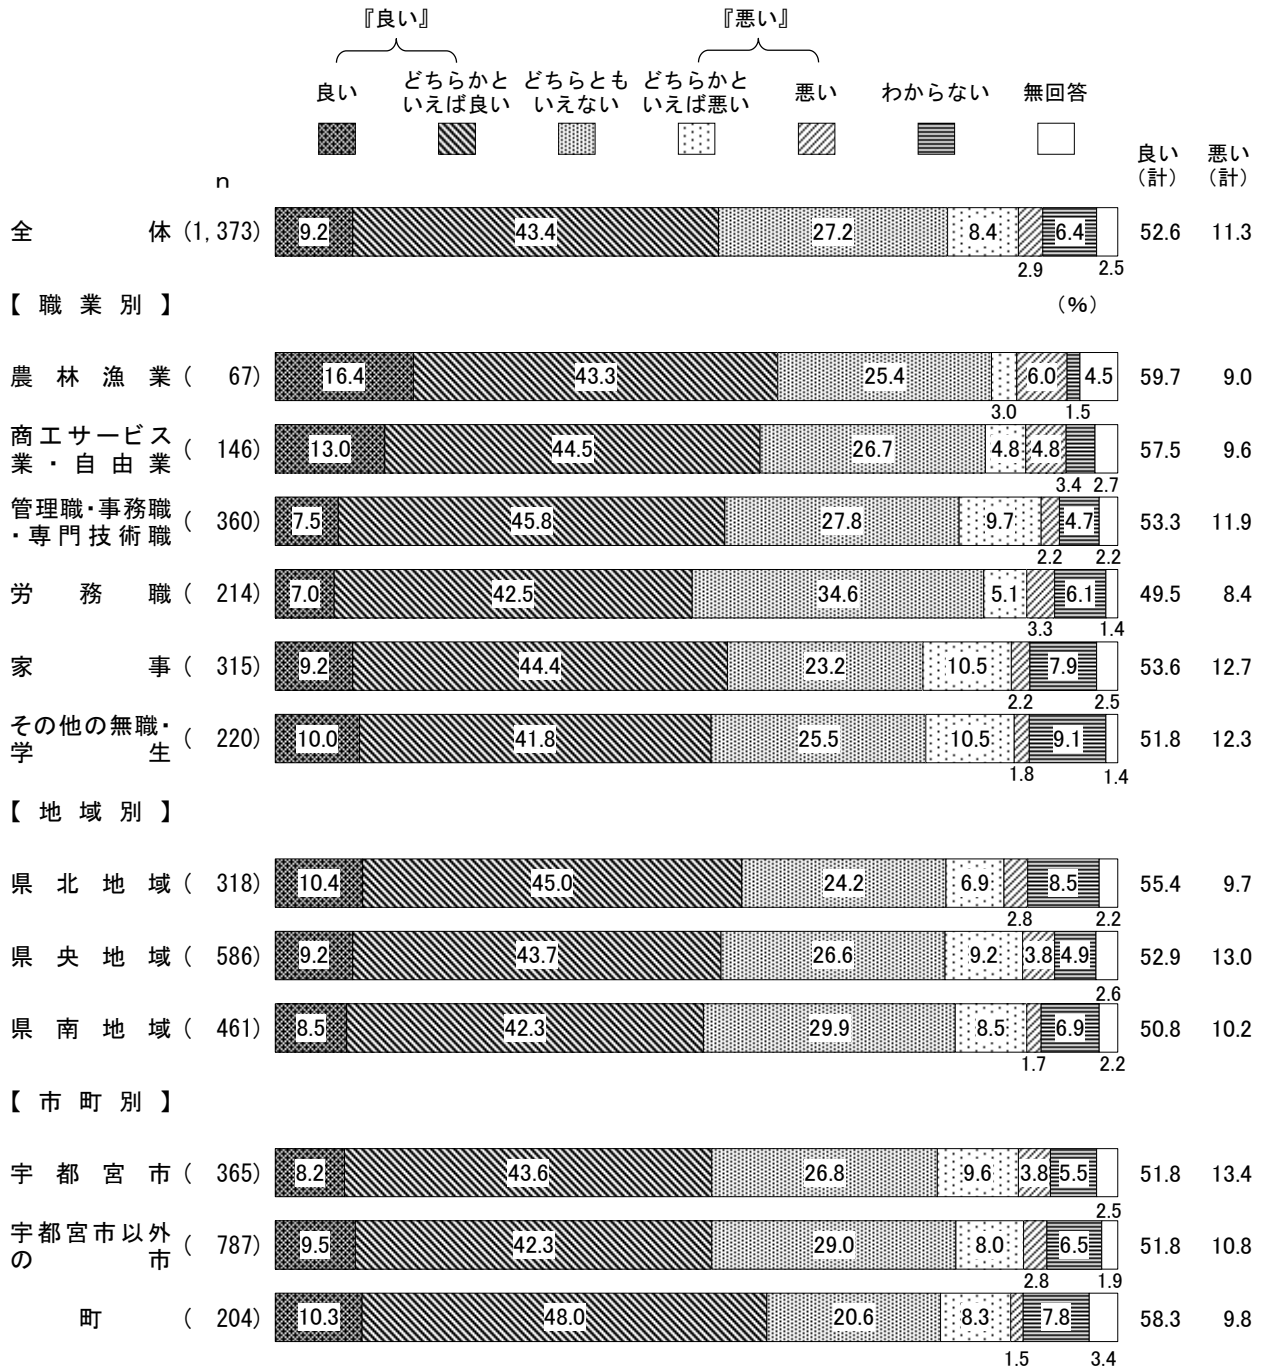 『良い』 『悪い』
良い どちらかと どちらとも どちらかと 悪い わからない 無回答
いえば良い いえない いえば悪い
良い 悪い
n （計） （計）
全体 (1,373) 9.2 43.4 27.2 8.4 6.4 52.6 11.3
2.9 2.5
【職業別】 （%）
農林漁業 ( 67) 16.4 43.3 25.4 6.0 4.5 59.7 9.0
3.0 1.5
商工サービス
業・自由業 ( 146) 13.0 44.5 26.7 4.8 4.8 57.5 9.6
3.4 2.7
管理職・事務職
・専門技術職 ( 360) 7.5 45.8 27.8 9.7 4.7 53.3 11.9
2.2 2.2
労務職 ( 214) 7.0 42.5 34.6 5.1 6.1 49.5 8.4
3.3 1.4
家事 ( 315) 9.2 44.4 23.2 10.5 7.9 53.6 12.7
2.2 2.5
その他の無職・
学生 ( 220) 10.0 41.8 25.5 10.5 9.1 51.8 12.3
1.8 1.4
【地域別】
県北地域 ( 318) 10.4 45.0 24.2 6.9 8.5 55.4 9.7
2.8 2.2
県央地域 ( 586) 9.2 43.7 26.6 9.2 3.8 4.9 52.9 13.0
2.6
県南地域 ( 461) 8.5 42.3 29.9 8.5 6.9 50.8 10.2
1.7 2.2
【市町別】
宇都宮市 ( 365) 8.2 43.6 26.8 9.6 3.8 5.5 51.8 13.4
2.5
宇都宮市以外
の市 ( 787) 9.5 42.3 29.0 8.0 6.5 51.8 10.8
2.8 1.9
町 ( 204) 10.3 48.0 20.6 8.3 7.8 58.3 9.8
1.5 3.4